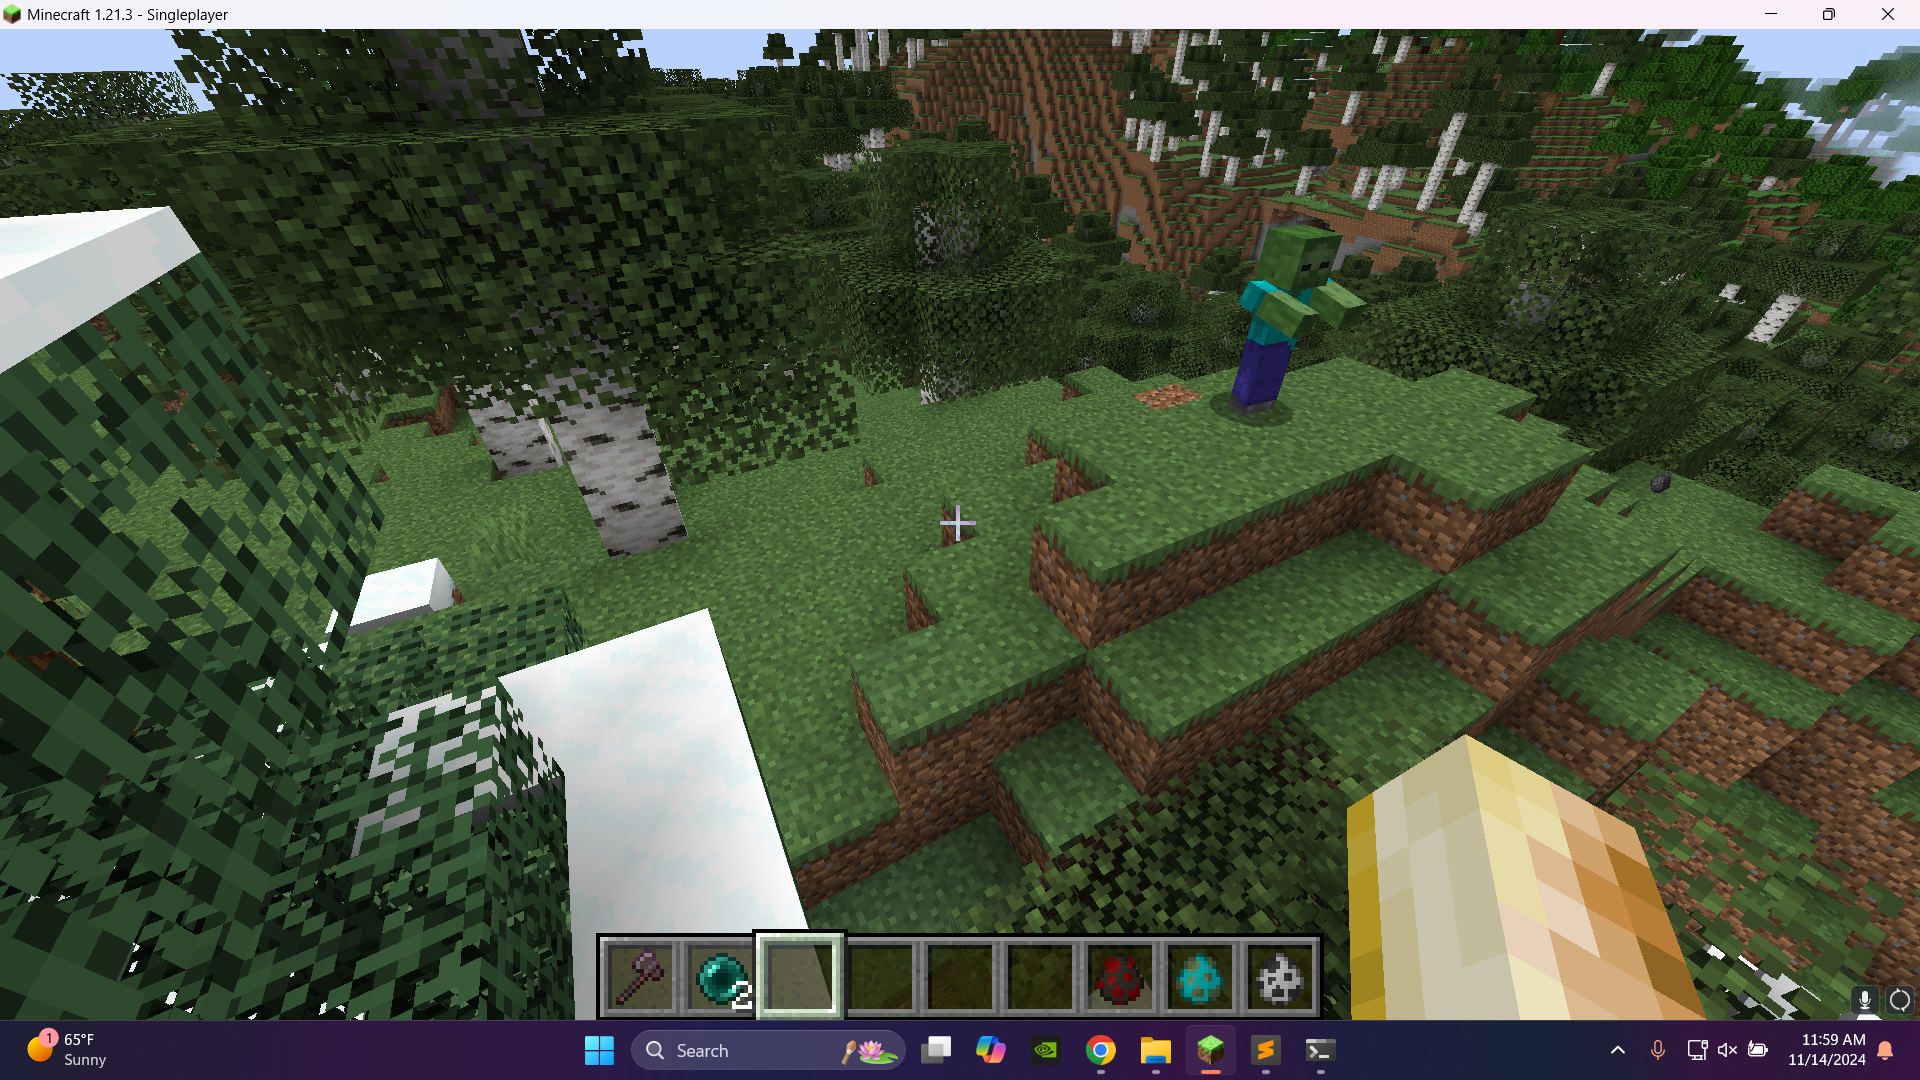 Minecraft 1.21.3 - Singleplayer
2
1
65°F
Sunny
Search
11:59 AM
11/14/2024